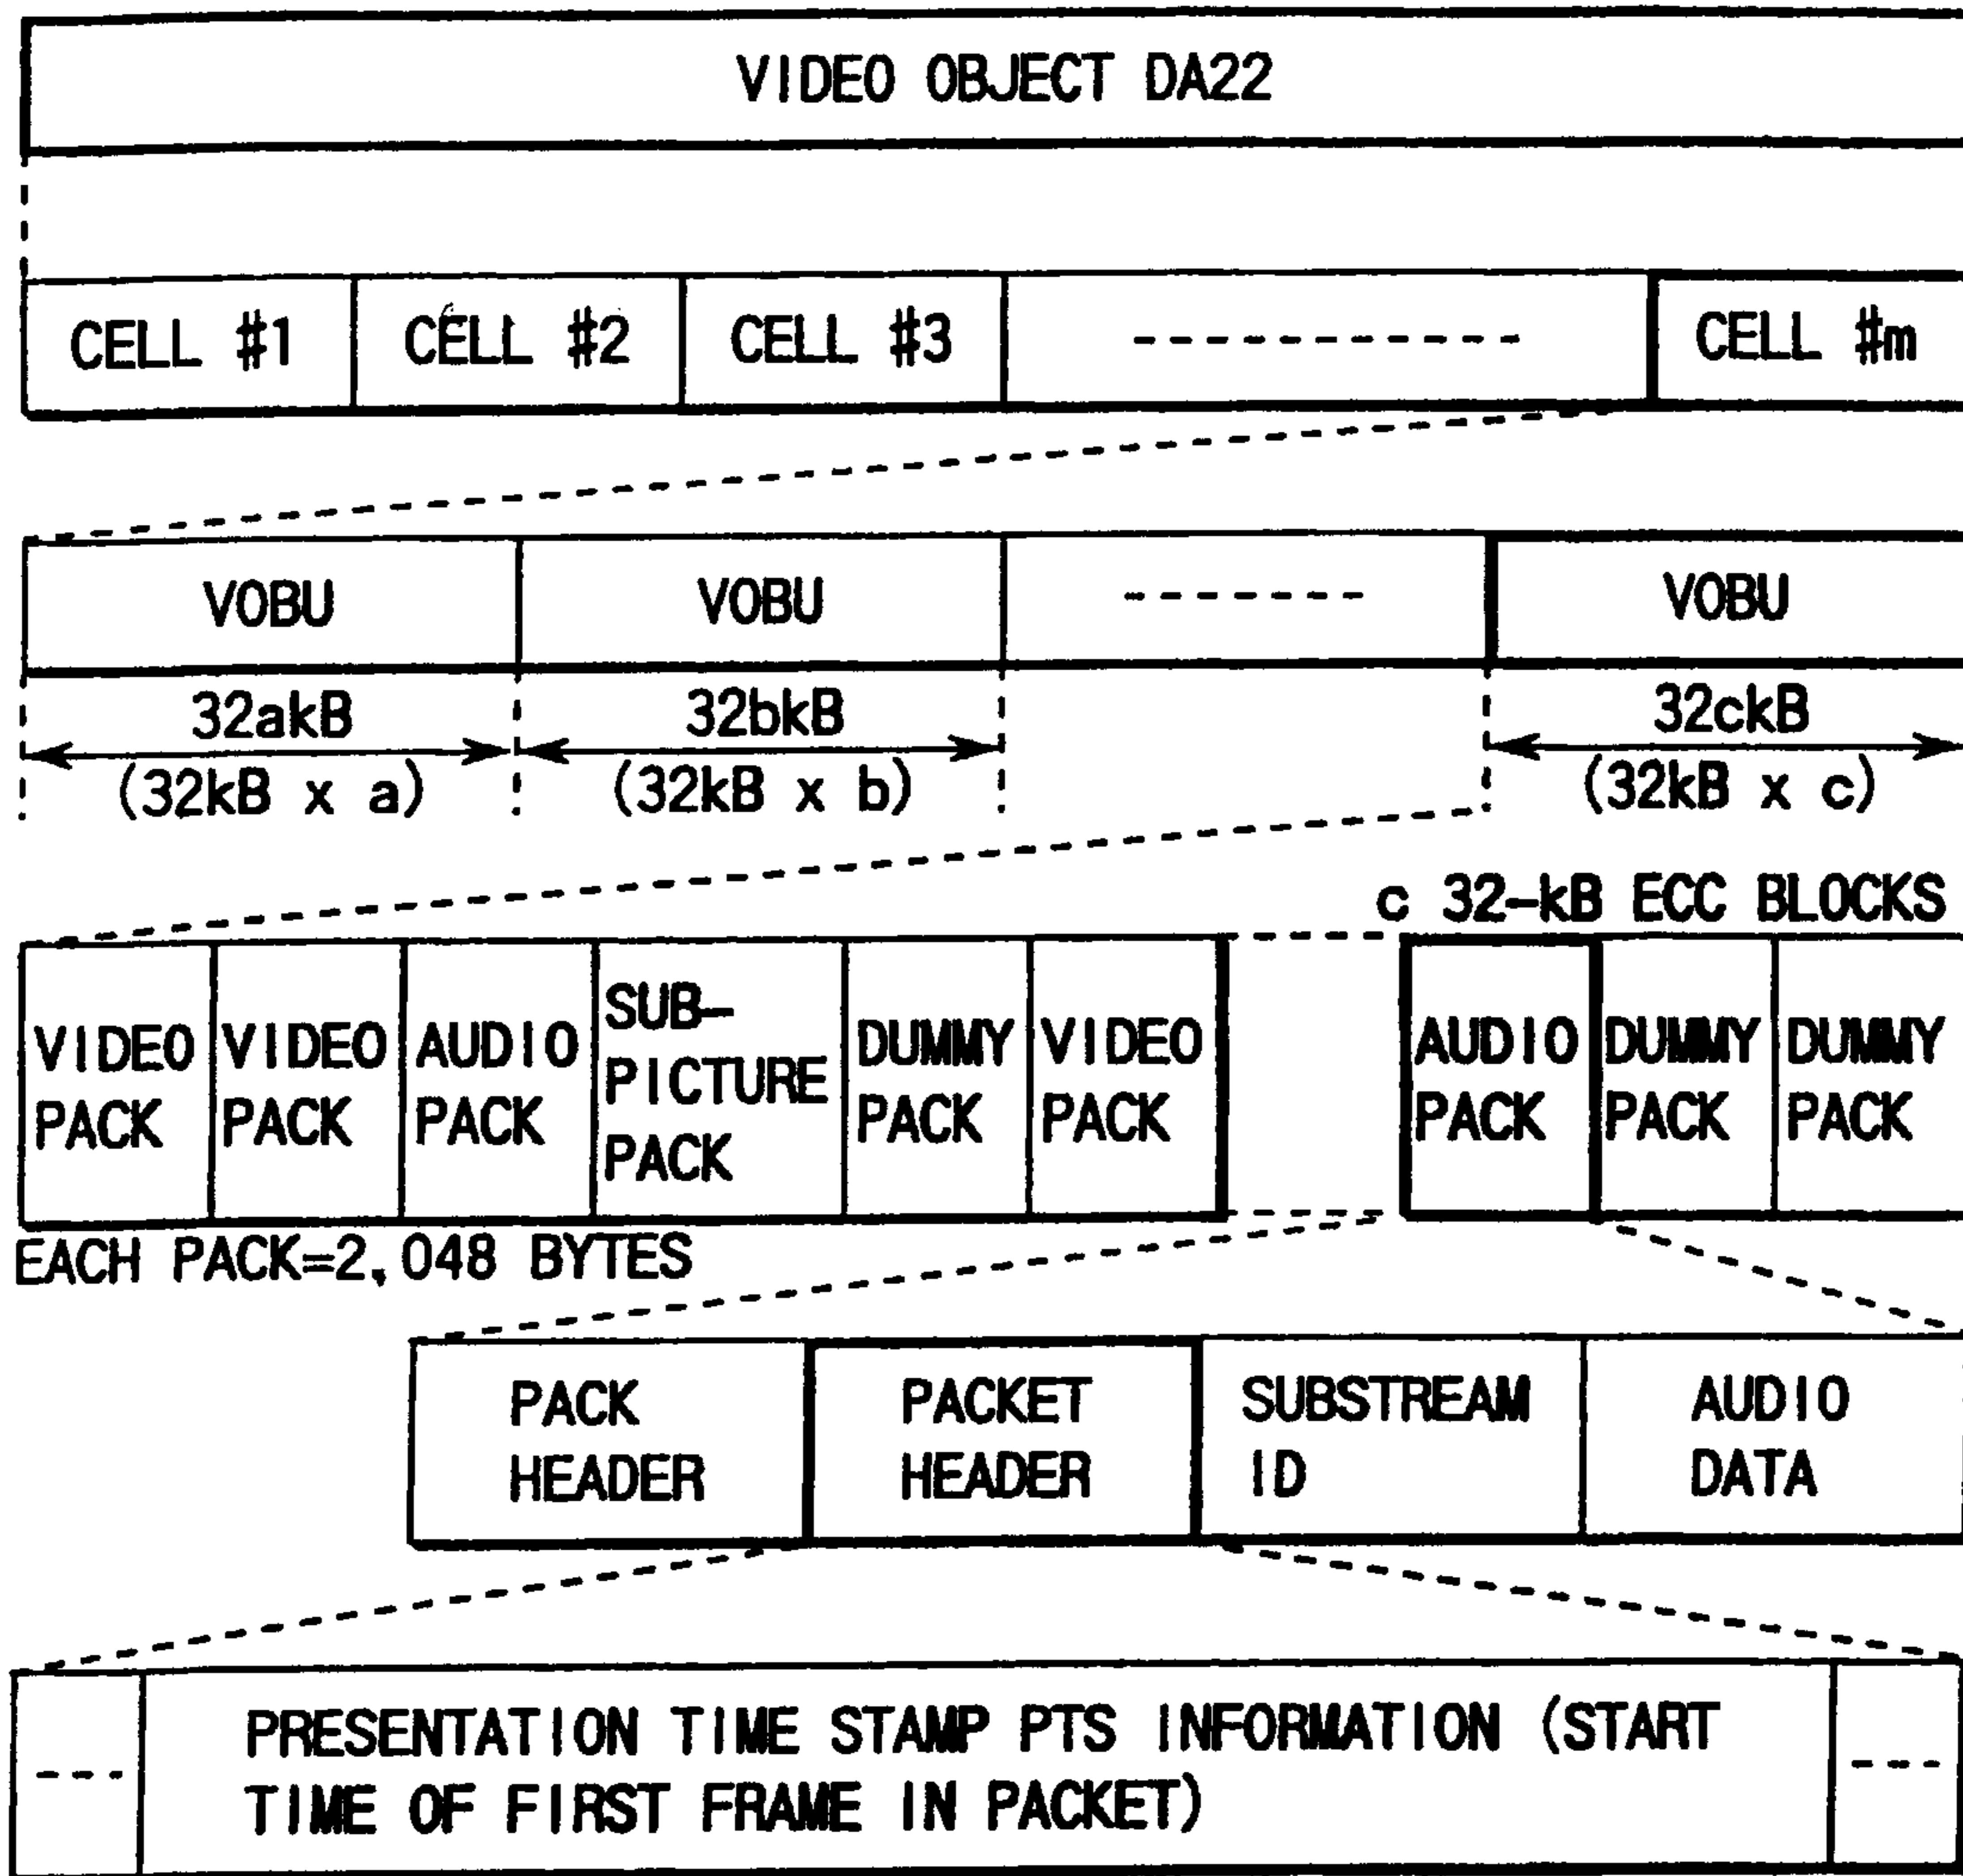 VIDEO OBJECT DA22
CELL #1 CELL #2 CELL #3 ------------ CELL #m
VOBU VOBU ------- VOBU
32akB 32bkB 32ckB
(32kB x a) (32kB x b) (32kB x c)
c 32-kB ECC BLOCKS
VIDEO PACK
VIDEO PACK
AUDIO PACK
SUB-
PICTURE
PACK
DUMMY PACK
VIDEO PACK
AUDIO PACK
DUMMY PACK
DUMMY PACK
EACH PACK=2,048 BYTES
PACK
HEADER
PACKET
HEADER
SUBSTREAM
ID
AUDIO
DATA
--- PRESENTATION TIME STAMP PTS INFORMATION (START
TIME OF FIRST FRAME IN PACKET) ---